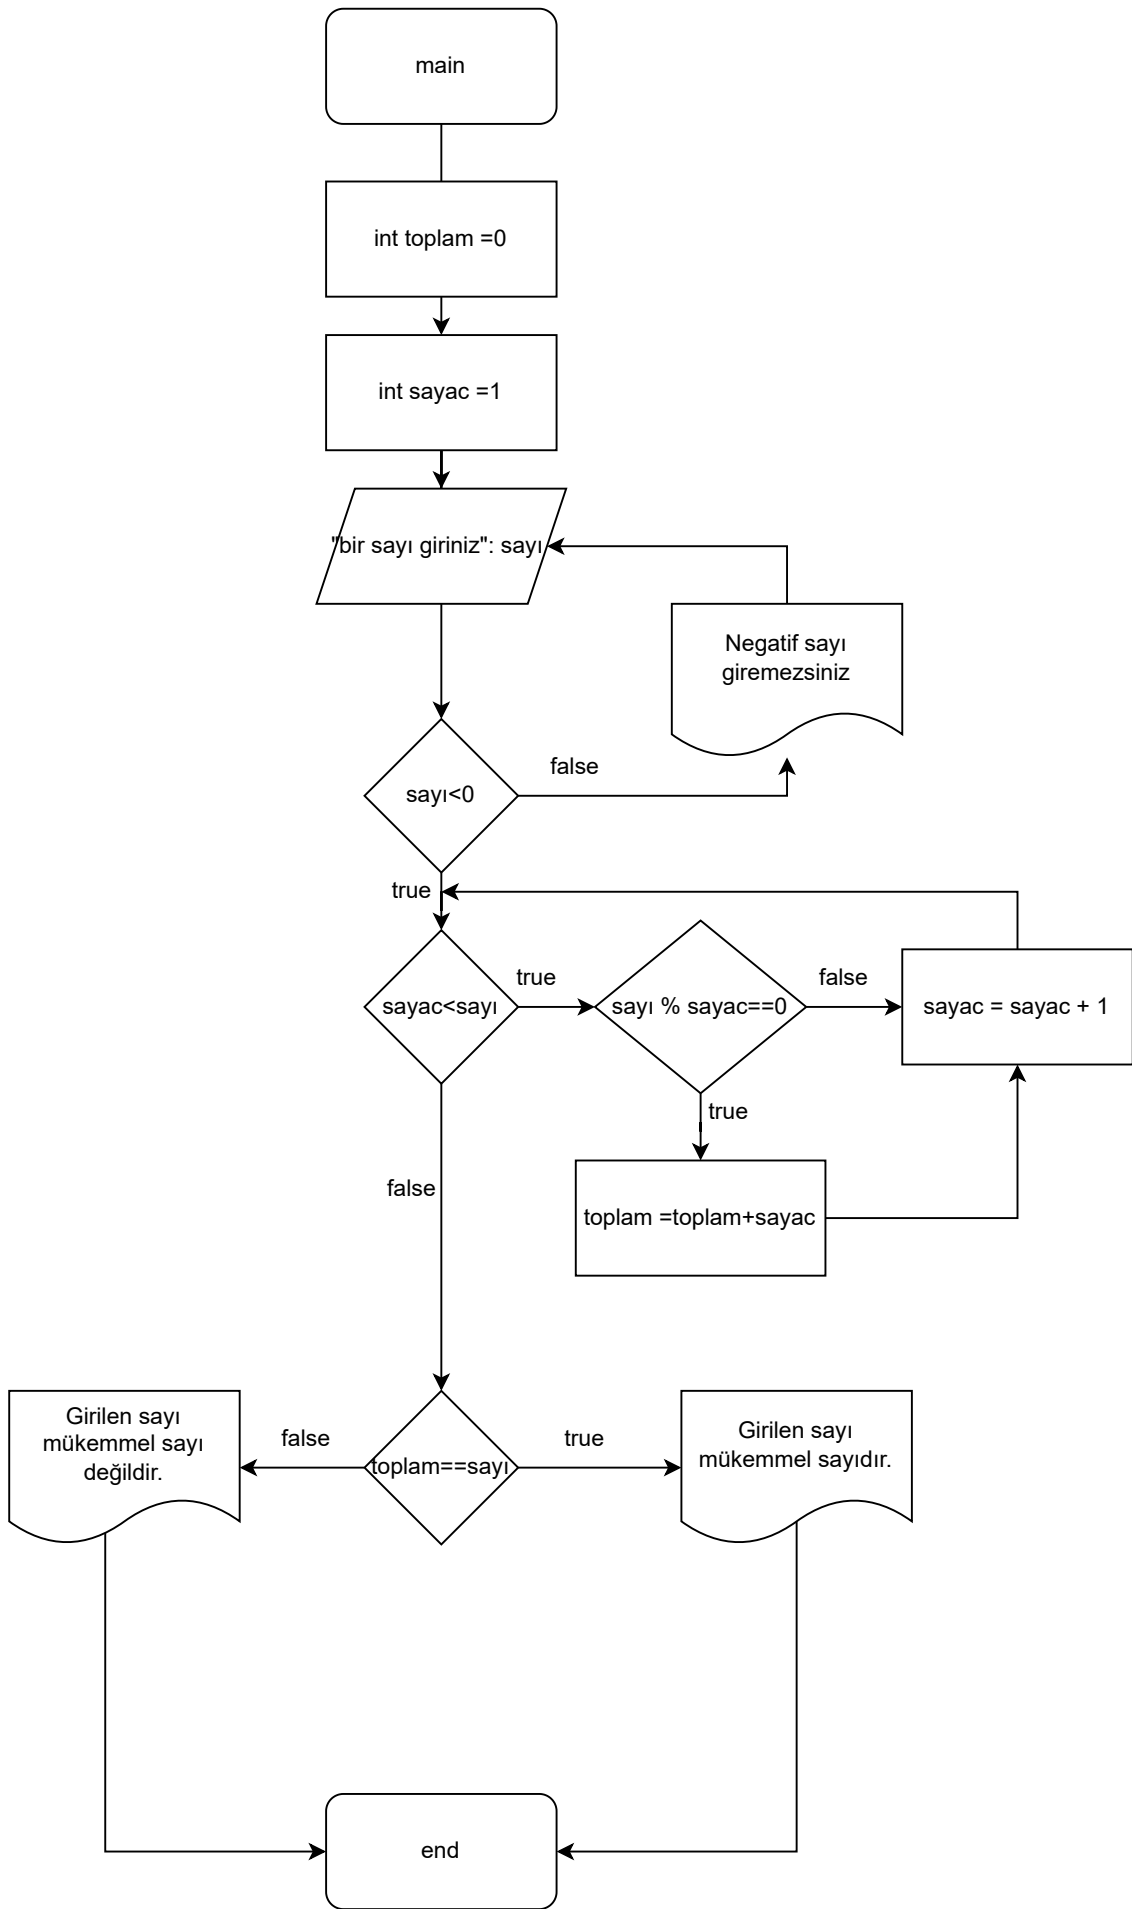 main
int toplam =0
int sayac =1
"bir sayı giriniz": sayı
Negatif sayı
giremezsiniz
false
sayı<0
true
sayac<sayı
true
sayı % sayac==0
false
sayac = sayac + 1
true
toplam =toplam+sayac
false
Girilen sayı
mükemmel sayı
değildir.
false
toplam==sayı
true
Girilen sayı
mükemmel sayıdır.
end